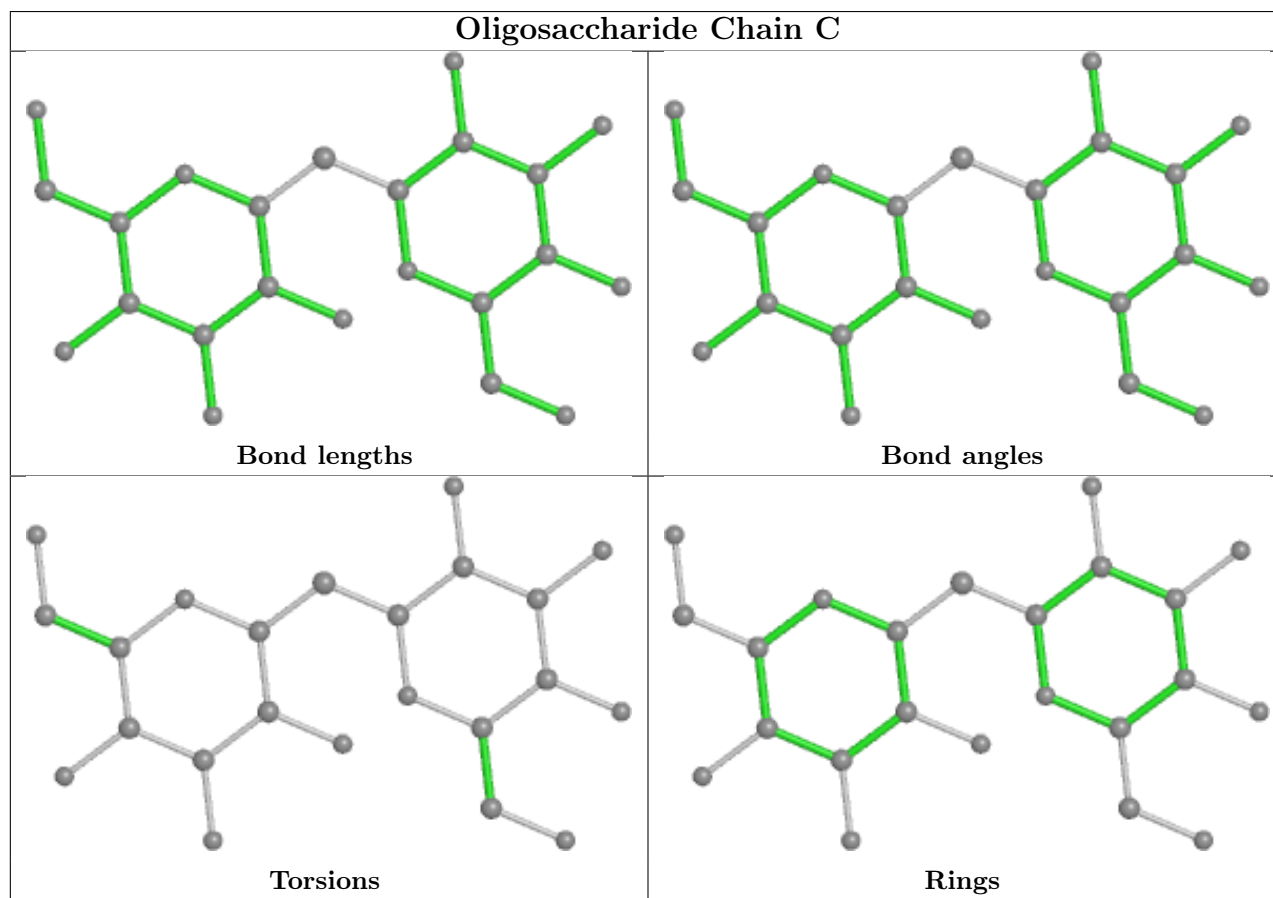 Oligosaccharide Chain C
Bond lengths
Bond angles
Torsions
Rings